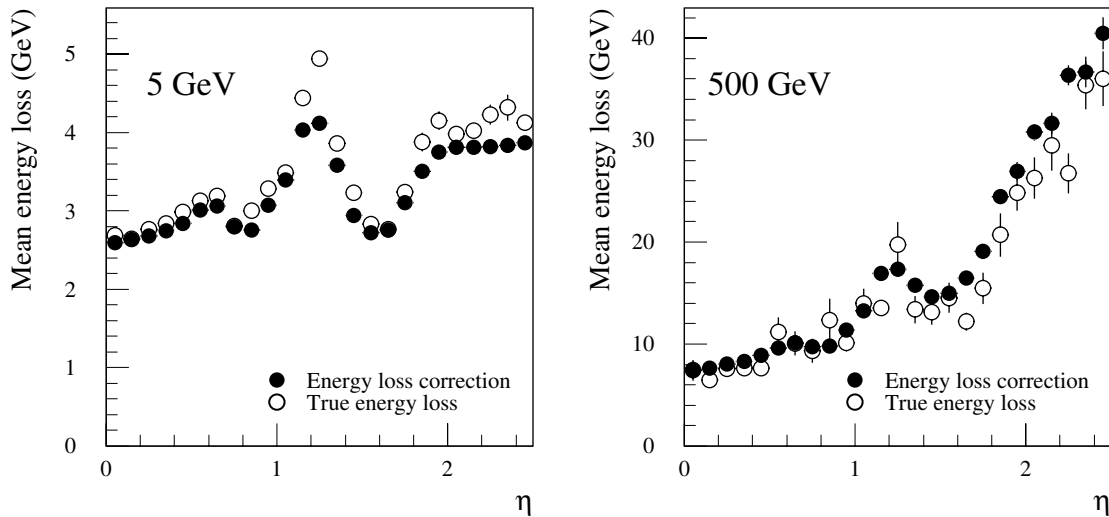 Mean energy loss (GeV)
5 GeV
5
4
3
2
1
0
Energy loss correction
True energy loss
0
1
2
η
Mean energy loss (GeV)
500 GeV
40
30
20
10
0
Energy loss correction
True energy loss
0
1
2
η